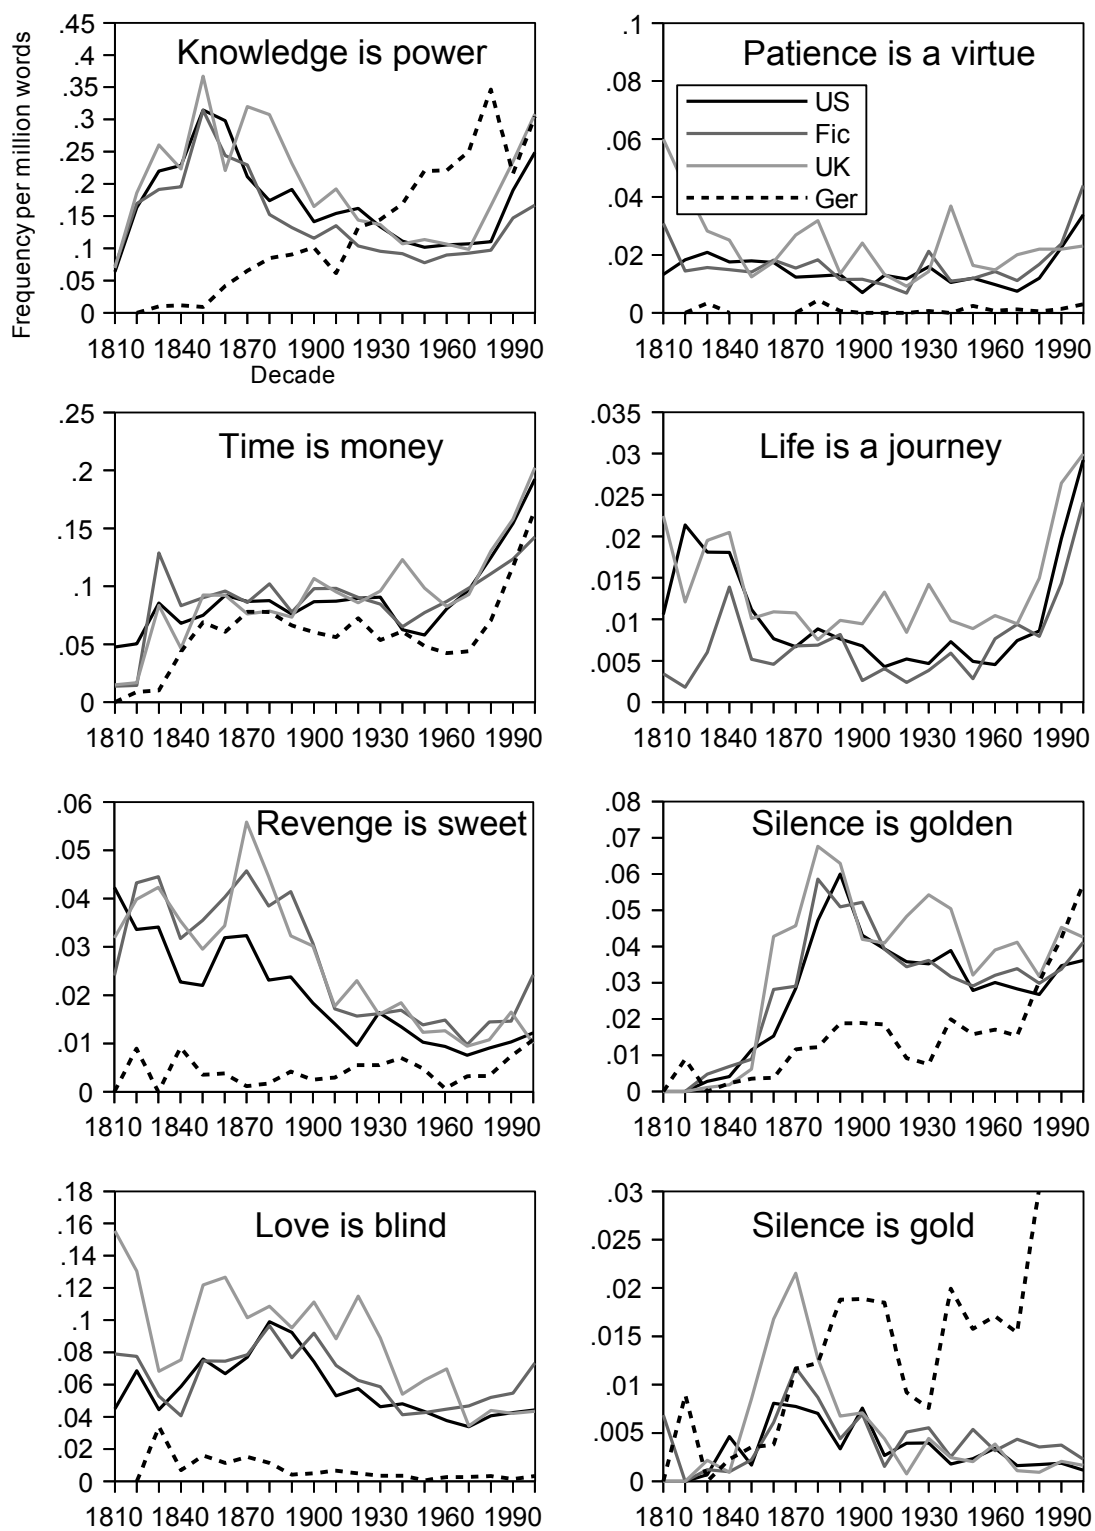 Frequency per million words
Knowledge is power
.45
.4
.35
.3
.25
.2
.15
.1
.05
0
1810 1840 1870 1900 1930 1960 1990
Decade
Patience is a virtue
US
Fic
UK
Ger
.1
.08
.06
.04
.02
0
1810 1840 1870 1900 1930 1960 1990
Time is money
.25
.2
.15
.1
.05
0
1810 1840 1870 1900 1930 1960 1990
Life is a journey
.035
.03
.025
.02
.015
.01
.005
0
1810 1840 1870 1900 1930 1960 1990
Revenge is sweet
.06
.05
.04
.03
.02
.01
0
1810 1840 1870 1900 1930 1960 1990
Silence is golden
.08
.07
.06
.05
.04
.03
.02
.01
0
1810 1840 1870 1900 1930 1960 1990
Love is blind
.18
.16
.14
.12
.1
.08
.06
.04
.02
0
1810 1840 1870 1900 1930 1960 1990
Silence is gold
.03
.025
.02
.015
.01
.005
0
1810 1840 1870 1900 1930 1960 1990